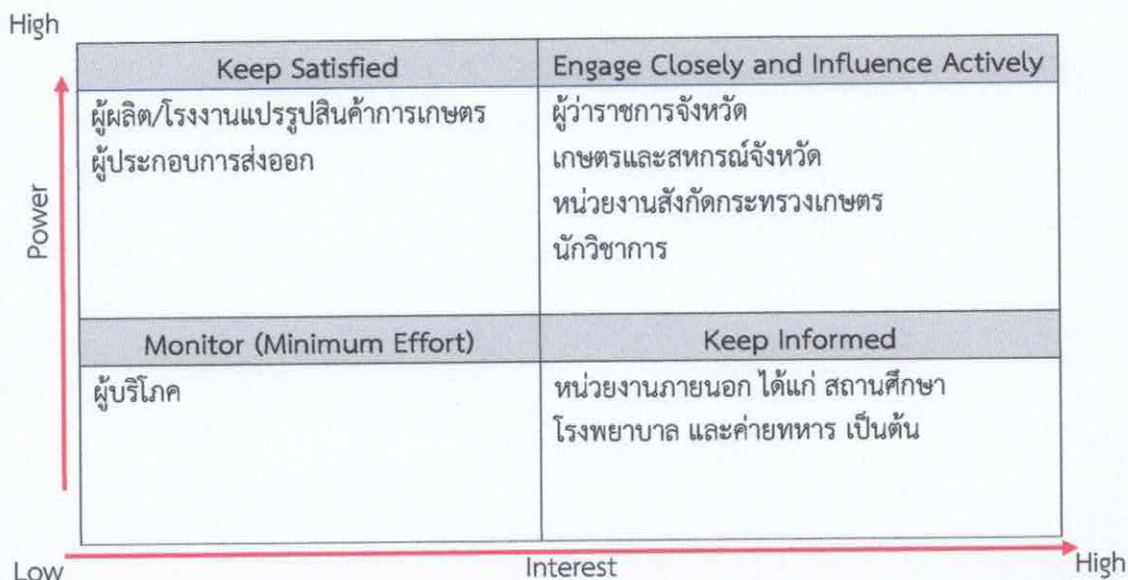 High
Keep Satisfied
Engage Closely and Influence Actively
ผู้ผลิต/โรงงานแปรรูปสินค้าการเกษตร
ผู้ประกอบการส่งออก
ผู้ว่าราชการจังหวัด
เกษตรและสหกรณ์จังหวัด
หน่วยงานสังกัดกระทรวงเกษตร
นักวิชาการ
Power
Monitor (Minimum Effort)
Keep Informed
ผู้บริโภค
หน่วยงานภายนอก ได้แก่ สถานศึกษา
โรงพยาบาล และค่ายทหาร เป็นต้น
Low
Interest
High